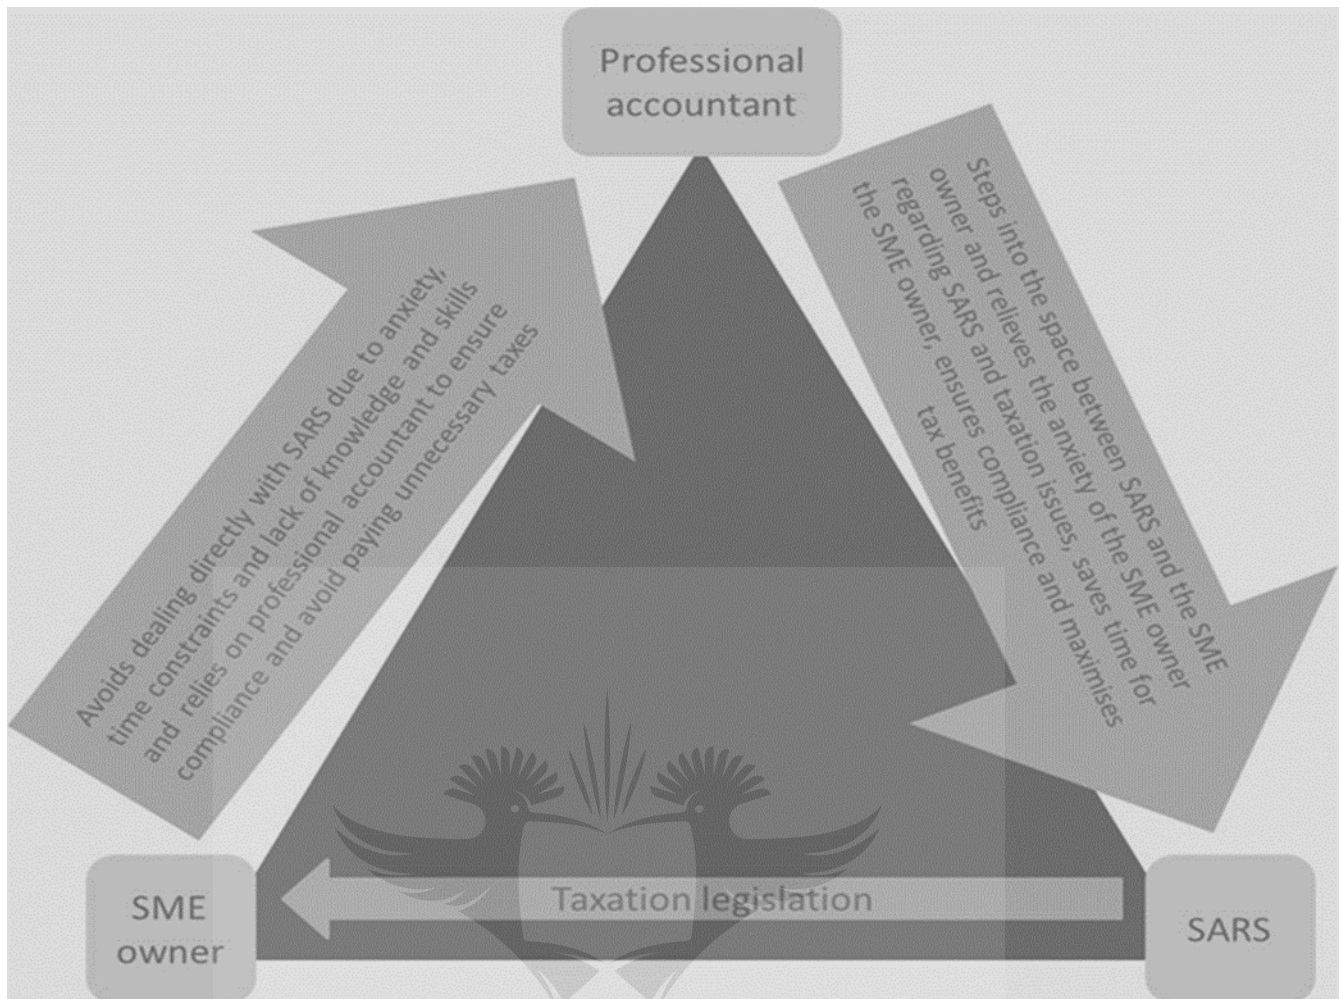 Professional
accountant
Avoids dealing directly with SARS due to anxiety,
time constraints and lack of knowledge and skills
and relies on professional accountant to ensure
compliance and avoid paying unnecessary taxes
Steps into the space between SARS and the SME
owner and relieves the anxiety of the SME owner
regarding SARS and taxation issues, saves time for
the SME owner, ensures compliance and maximises
tax benefits
SME
owner
Taxation legislation
SARS